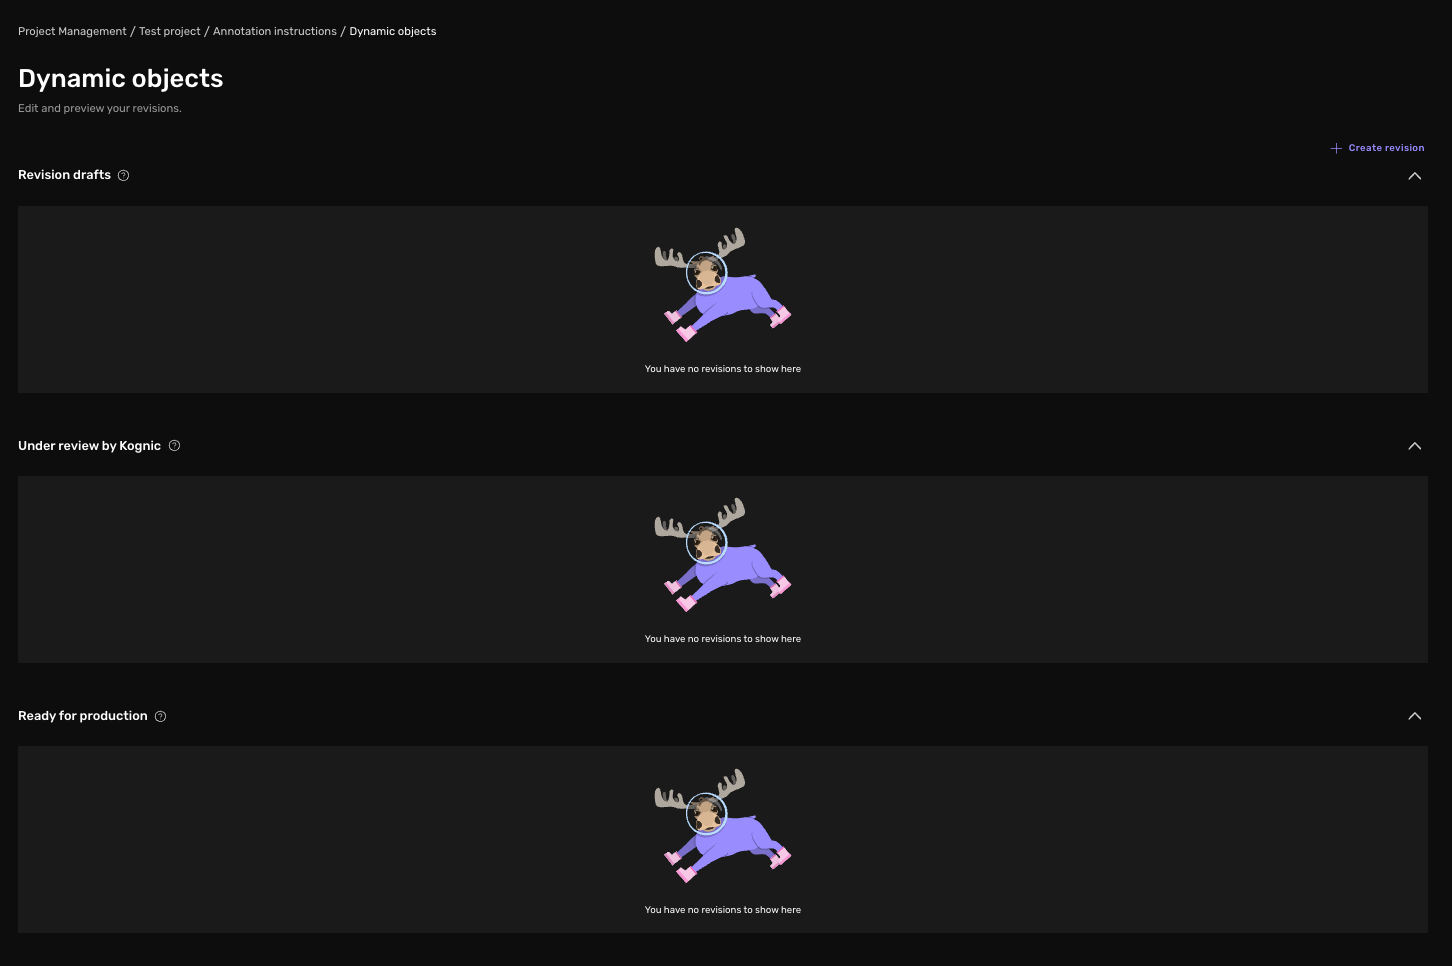 Project Management / Test project / Annotation instructions / Dynamic objects
Dynamic objects
Edit and preview your revisions.
Create revision
Revision drafts
You have no revisions to show here
Under review by Kognic
You have no revisions to show here
Ready for production
You have no revisions to show here